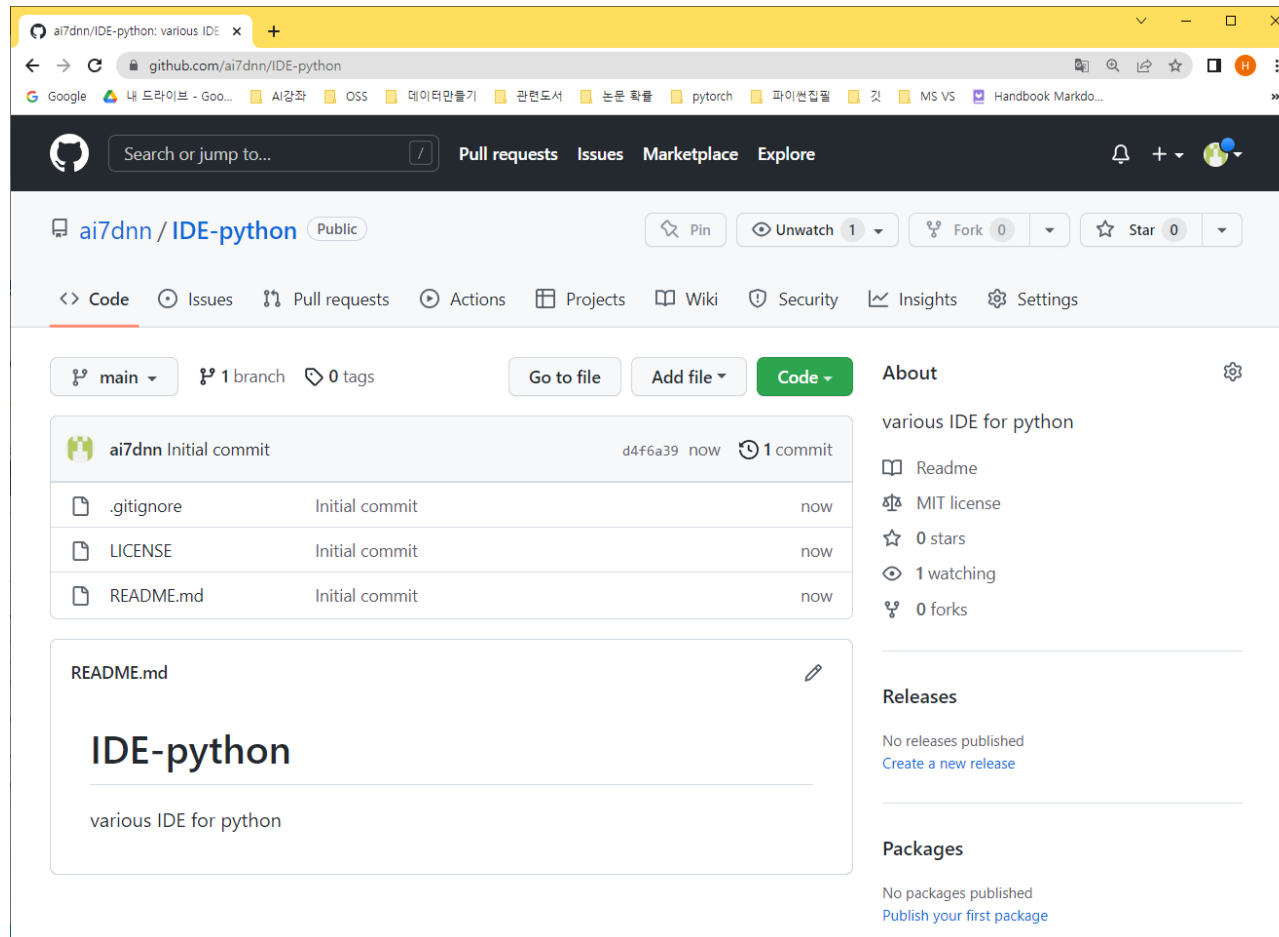 ai7dnn/IDE-python: various IDE
github.com/ai7dnn/IDE-python
Google 내 드라이브 - Goo... AI강좌 OSS 데이터만들기 관련도서 논문 확률 pytorch 파이썬집필 깃 MS VS Handbook Markdo... »
Search or jump to... / Pull requests Issues Marketplace Explore
ai7dnn / IDE-python Public Pin Unwatch 1 Fork 0 Star 0
<> Code Issues Pull requests Actions Projects Wiki Security Insights Settings
main 1 branch 0 tags Go to file Add file Code
ai7dnn Initial commit d4f6a39 now 1 commit
.gitignore Initial commit now
LICENSE Initial commit now
README.md Initial commit now
README.md
IDE-python
various IDE for python
About
various IDE for python
Readme
MIT license
0 stars
1 watching
0 forks
Releases
No releases published
Create a new release
Packages
No packages published
Publish your first package